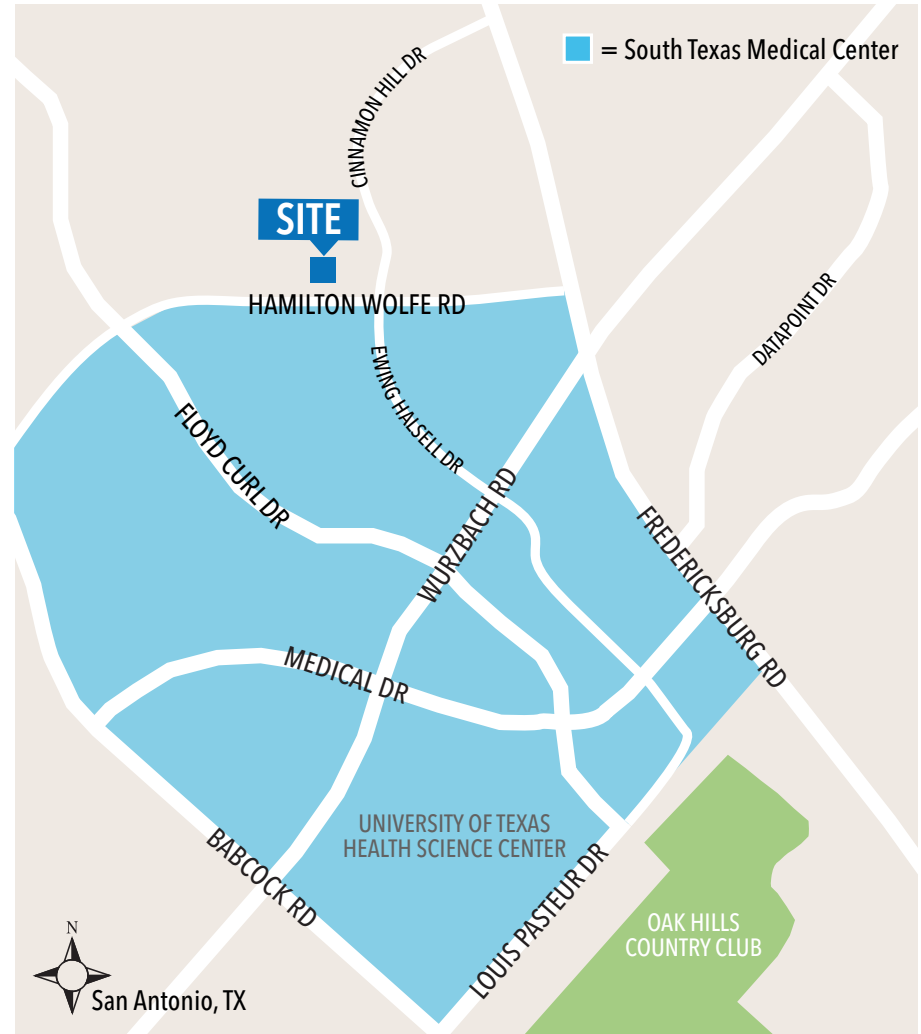 = South Texas Medical Center
CINNAMON HILL DR
SITE
HAMILTON WOLFE RD
DATAPOINT DR
EWING HALSELL DR
FLOYD CURL DR
WURZBACH RD
FREDERICKSBURG RD
MEDICAL DR
UNIVERSITY OF TEXAS
HEALTH SCIENCE CENTER
BABCOCK RD
LOUIS PASTEUR DR
OAK HILLS
COUNTRY CLUB
N
San Antonio, TX